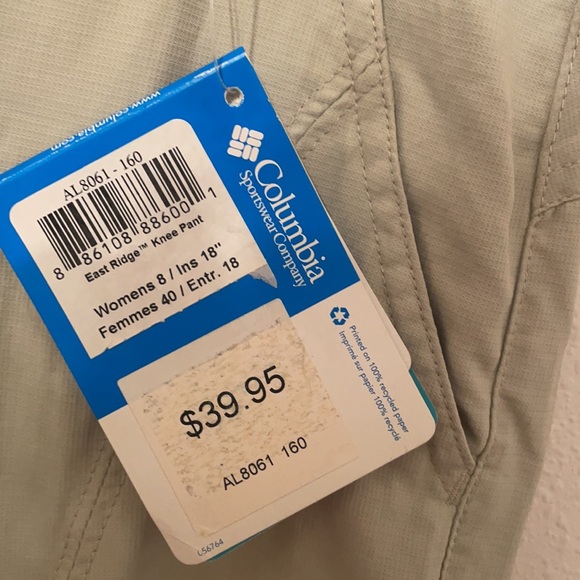 www.columbia.com
AL8061 - 160
8 86108 88600 1
East Ridge™ Knee Pant
Womens 8 / Ins 18"
Femmes 40 / Entr. 18
Columbia
Sportswear Company
Printed on 100% recycled paper
Imprimé sur papier 100% recyclé
$39.95
AL8061 160
L56764